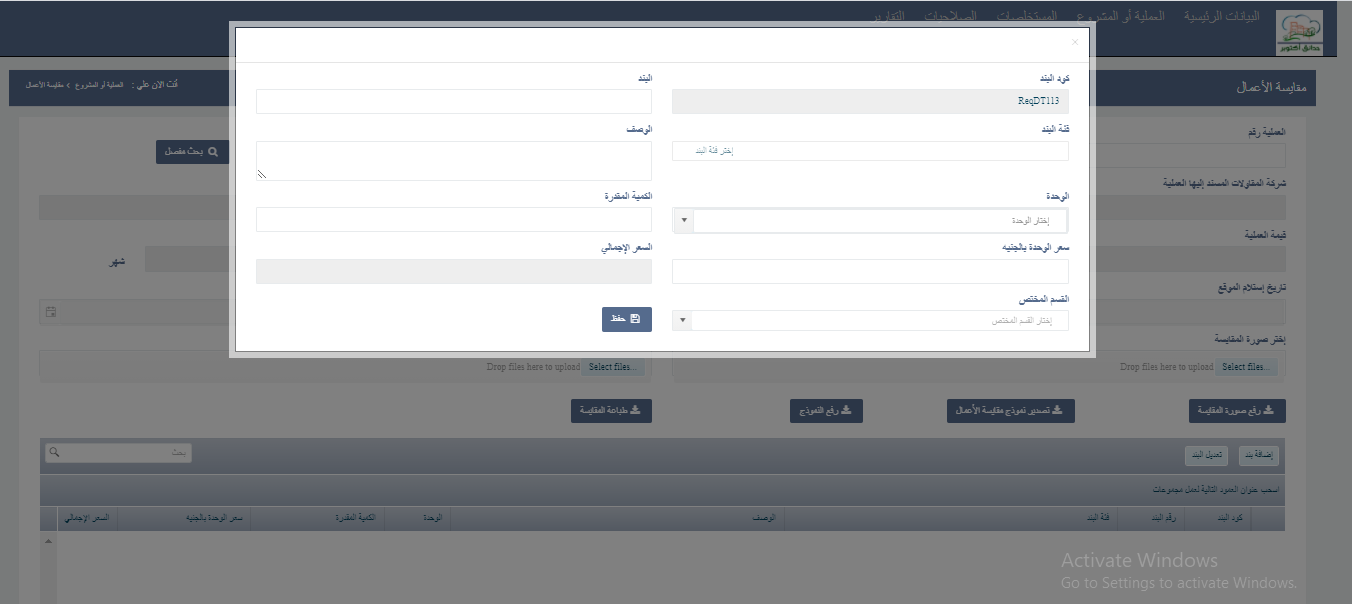 البيانات الرئيسية
العملية أو المشروع
المستخلصات
الصلاحيات
التقارير
حدائق أكتوبر
مقايسة الأعمال
أنت الان علي :
العملية أو المشروع
مقايسة الأعمال
×
كود البند
البند
ReqDT113
فئة البند
الوصف
إختر فئة البند
الوحدة
الكمية المقدرة
إختار الوحدة
سعر الوحدة بالجنيه
السعر الإجمالي
القسم المختص
إختار القسم المختص
حفظ
العملية رقم
بحث مفصل
شركة المقاولات المسند إليها العملية
قيمة العملية
شهر
تاريخ إستلام الموقع
إختر صورة المقايسة
Select files...
Drop files here to upload
Select files...
Drop files here to upload
رفع صورة المقايسة
تصدير نموذج مقايسة الأعمال
رفع النموذج
طباعة المقايسة
إضافة بند
تعديل البند
بحث
اسحب عنوان العمود التالية لعمل مجموعات
كود البند
رقم البند
فئة البند
الوصف
الوحدة
الكمية المقدرة
سعر الوحدة بالجنيه
السعر الإجمالي
Activate Windows
Go to Settings to activate Windows.